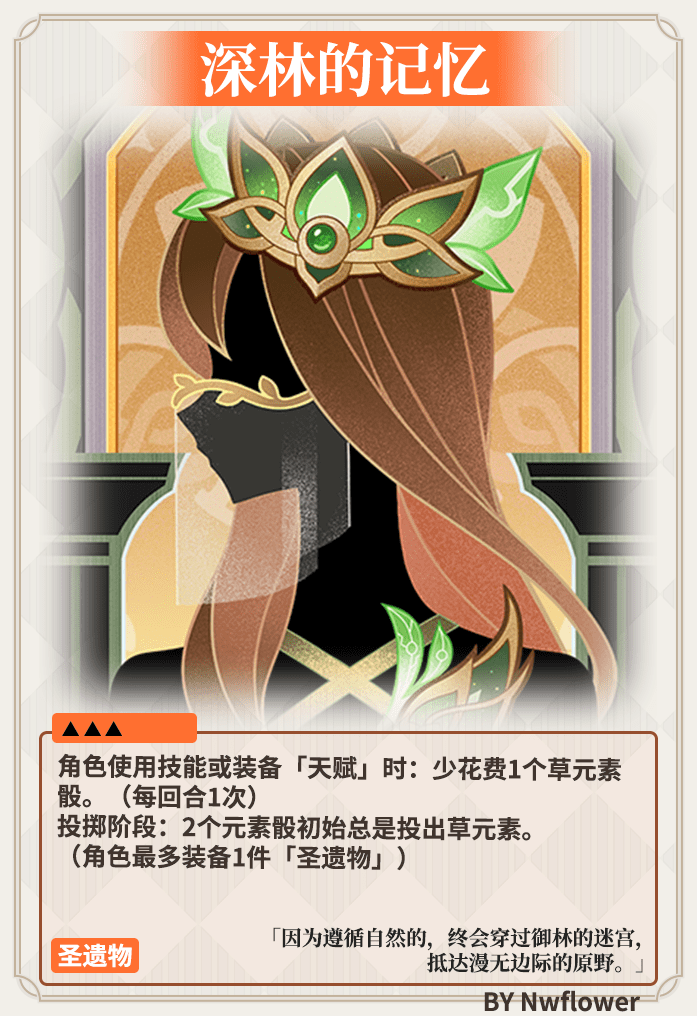 深林的记忆
▲▲▲
角色使用技能或装备「天赋」时：少花费1个草元素
骰。（每回合1次）
投掷阶段：2个元素骰初始总是投出草元素。
（角色最多装备1件「圣遗物」）
「因为遵循自然的，终会穿过御林的迷宫，
抵达漫无边际的原野。」
圣遗物
BY Nwflower